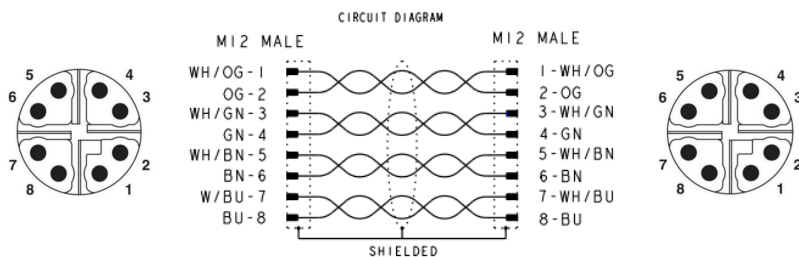 CIRCUIT DIAGRAM
M12 MALE
M12 MALE
5 4
6 3
7 2
8 1
WH/OG-1
OG-2
WH/GN-3
GN-4
WH/BN-5
BN-6
W/BU-7
BU-8
1-WH/OG
2-OG
3-WH/GN
4-GN
5-WH/BN
6-BN
7-WH/BU
8-BU
5 4
6 3
7 2
8 1
SHIELDED